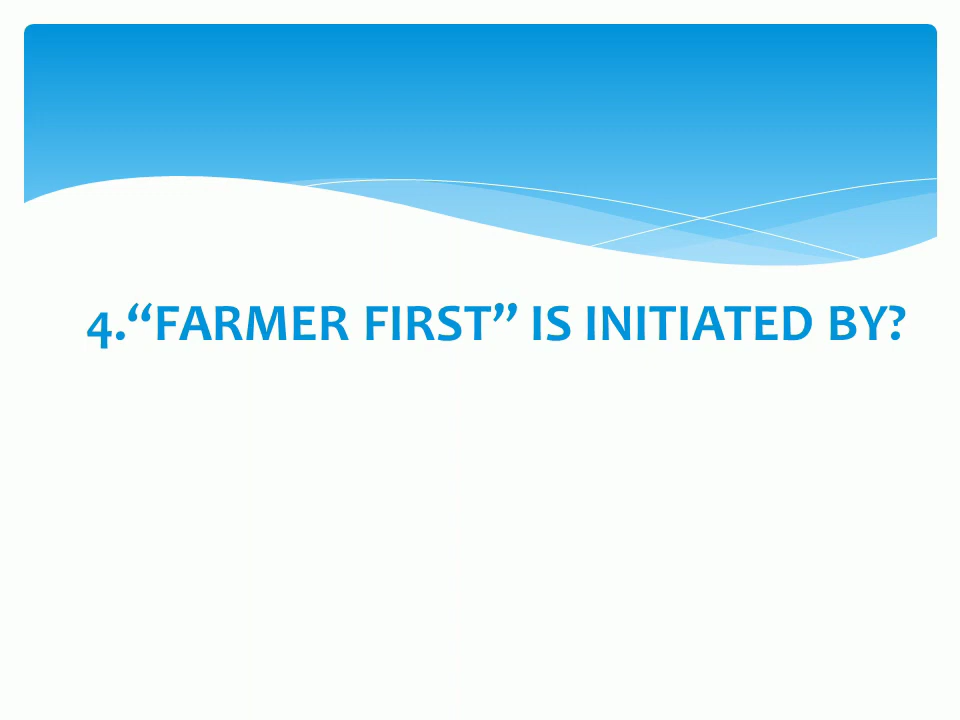 4.“FARMER FIRST” IS INITIATED BY?